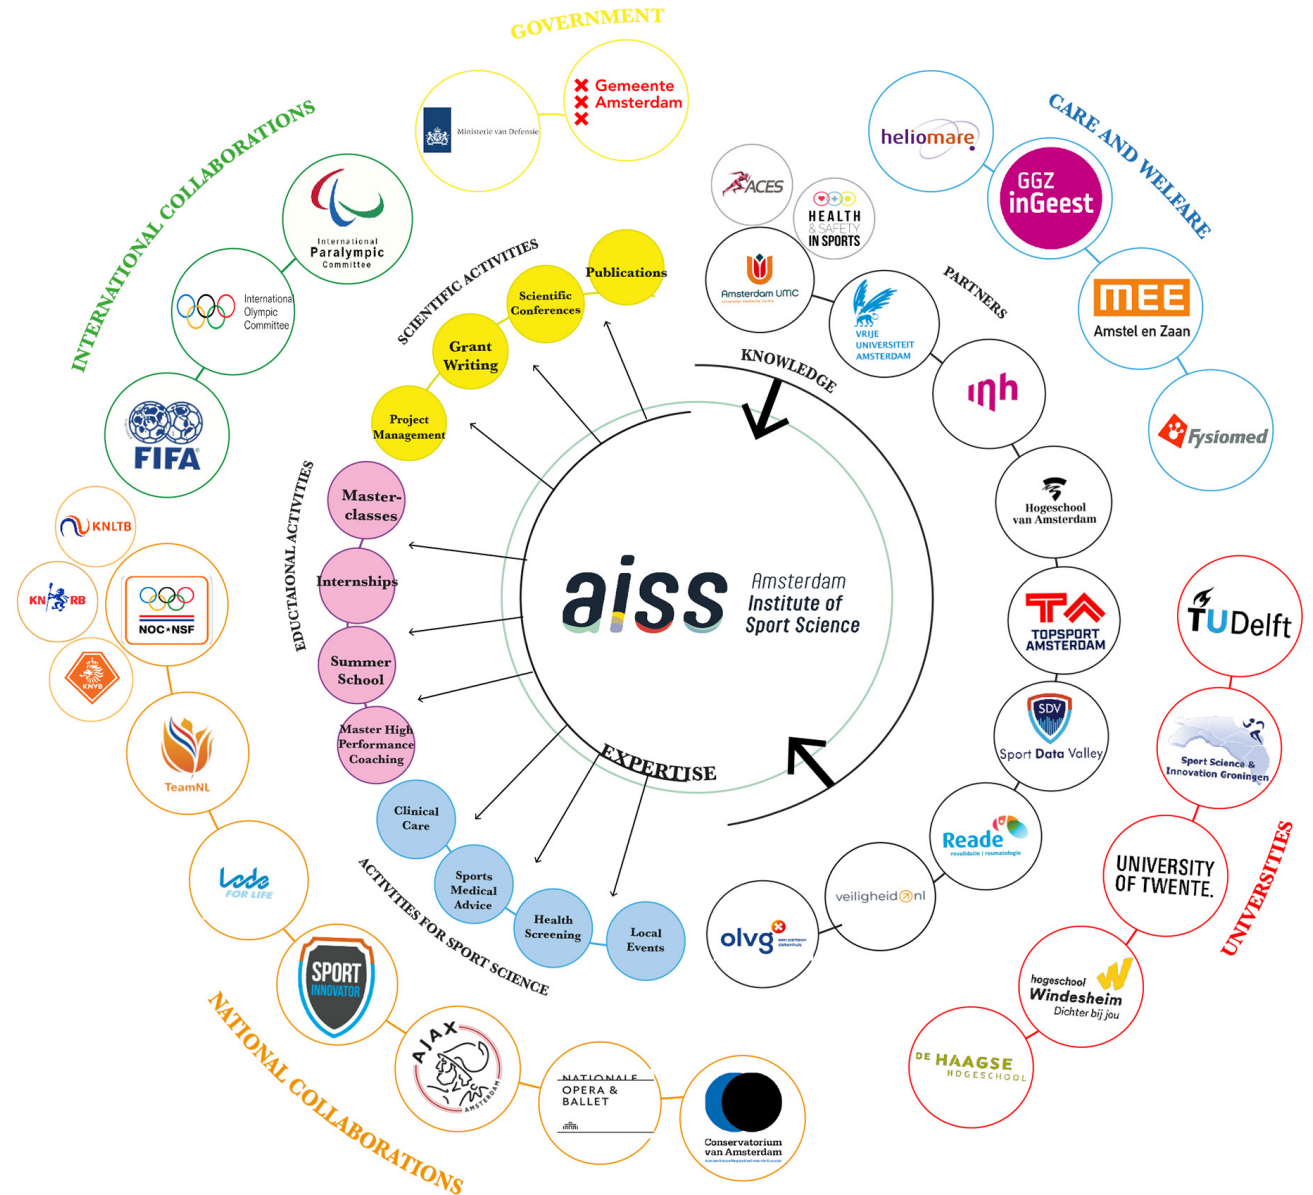 GOVERNMENT
Ministerie van Defensie
Gemeente
Amsterdam
INTERNATIONAL COLLABORATIONS
International
Paralympic
Committee
International
Olympic
Committee
FIFA
CARE AND WELFARE
heliomare.
GGZ
inGeest
MEE
Amstel en Zaan
Fysiomed
PARTNERS
ACES
HEALTH
& SAFETY
IN SPORTS
Amsterdam UMC
VRIJE
UNIVERSITEIT
AMSTERDAM
inh
Hogeschool
van Amsterdam
TA
TOPSPORT
AMSTERDAM
SDV
Sport Data Valley
Reade
revalidatie | reumatologie
veiligheid nl
olvg
een santeon
ziekenhuis
SCIENTIFIC ACTIVITIES
Publications
Scientific
Conferences
Grant
Writing
Project
Management
EDUCTAIONAL ACTIVITIES
Master-
classes
Internships
Summer
School
Master High
Performance
Coaching
ACTIVITIES FOR SPORT SCIENCE
Clinical
Care
Sports
Medical
Advice
Health
Screening
Local
Events
KNOWLEDGE
aiss
Amsterdam
Institute of
Sport Science
EXPERTISE
UNIVERSITIES
TUDelft
Sport Science &
Innovation Groningen
UNIVERSITY
OF TWENTE.
hogeschool
Windesheim
Dichter bij jou
DE HAAGSE
HOGESCHOOL
NATIONAL COLLABORATIONS
KNLTB
KN RB
KNVB
NOC*NSF
TeamNL
Lode
FOR LIFE
SPORT
INNOVATOR
AJAX
AMSTERDAM
NATIONALE
OPERA &
BALLET
Conservatorium
van Amsterdam